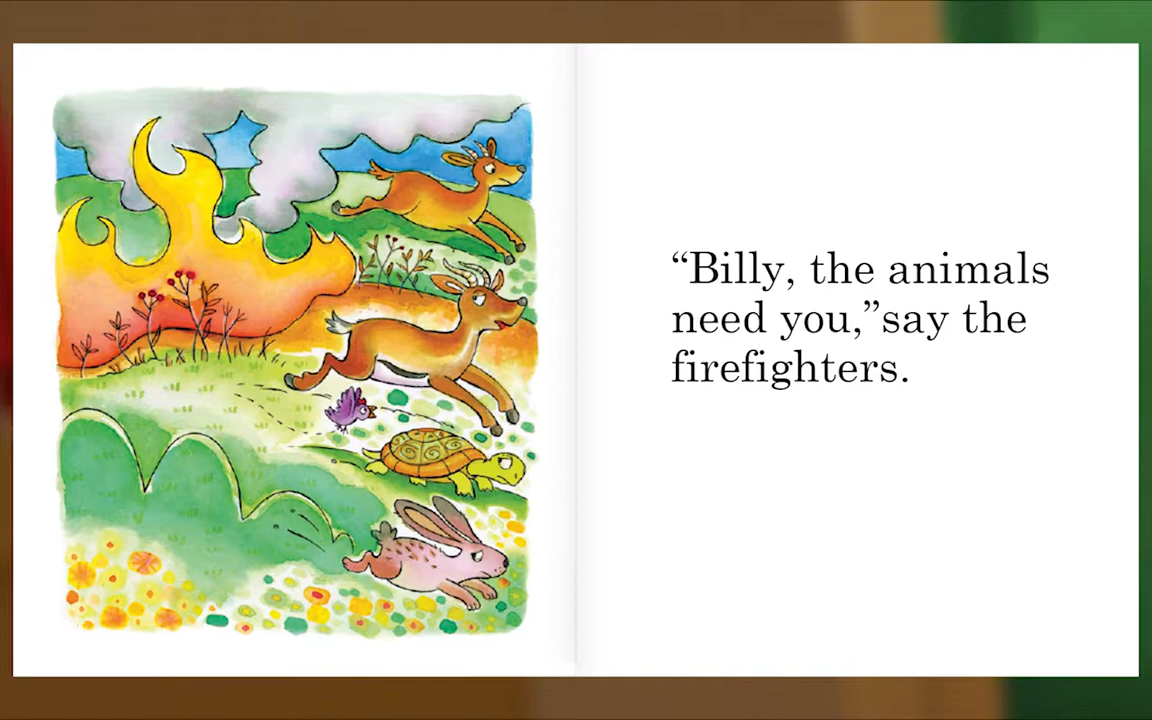 “Billy, the animals
need you,”say the
firefighters.